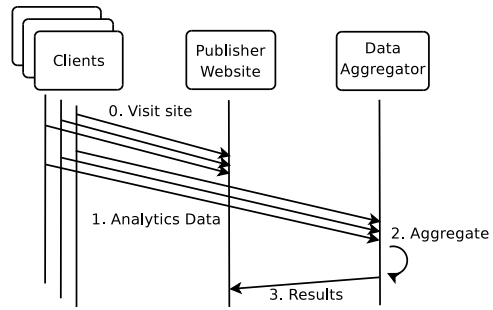 Clients
Publisher
Website
Data
Aggregator
0. Visit site
1. Analytics Data
2. Aggregate
3. Results